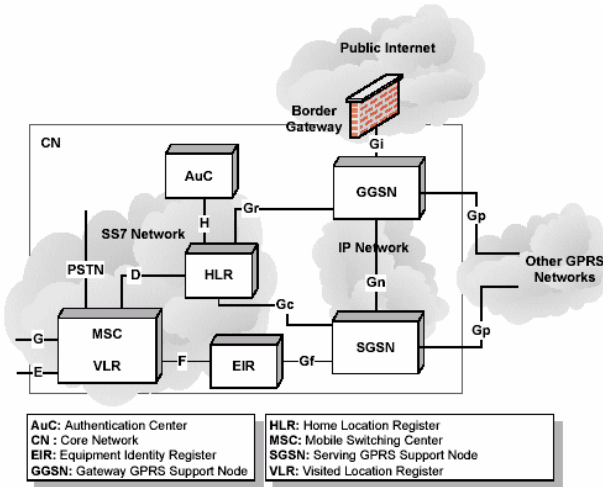 Public Internet
Border
Gateway
CN
Gi
AuC
GGSN
Gr
Gp
H
SS7 Network
IP Network
Other GPRS
Networks
PSTN
D
HLR
Gn
Gc
Gp
G
MSC
VLR
E
F
EIR
Gf
SGSN
AuC: Authentication Center
CN : Core Network
EIR: Equipment Identity Register
GGSN: Gateway GPRS Support Node
HLR: Home Location Register
MSC: Mobile Switching Center
SGSN: Serving GPRS Support Node
VLR: Visited Location Register